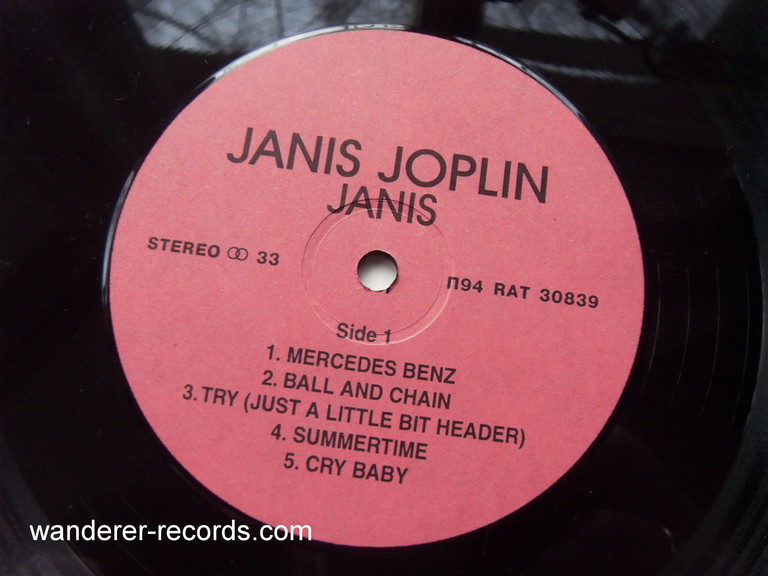 JANIS JOPLIN
JANIS
STEREO 33
П94 RAT 30839
Side 1
1. MERCEDES BENZ
2. BALL AND CHAIN
3. TRY (JUST A LITTLE BIT HEADER)
4. SUMMERTIME
5. CRY BABY
wanderer-records.com